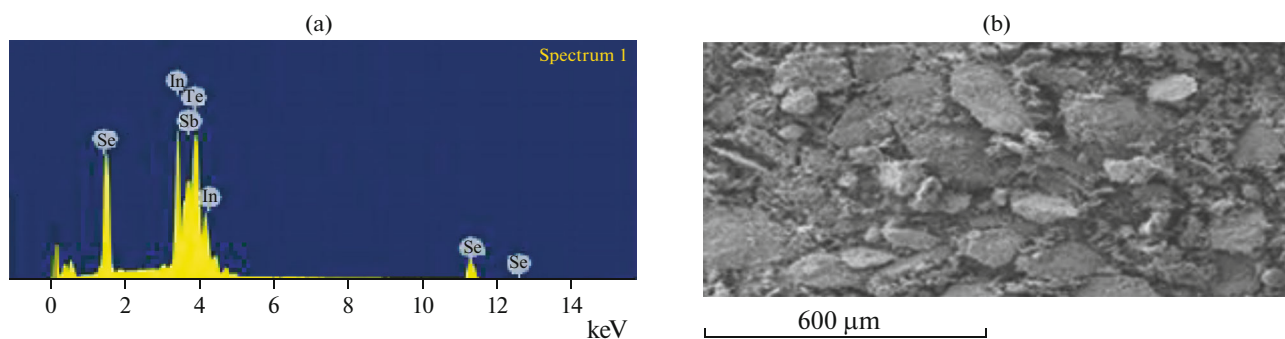 (a)
Spectrum 1
In
Te
Sb
Se
In
Se
Se
0 2 4 6 8 10 12 14
keV
(b)
600 μm